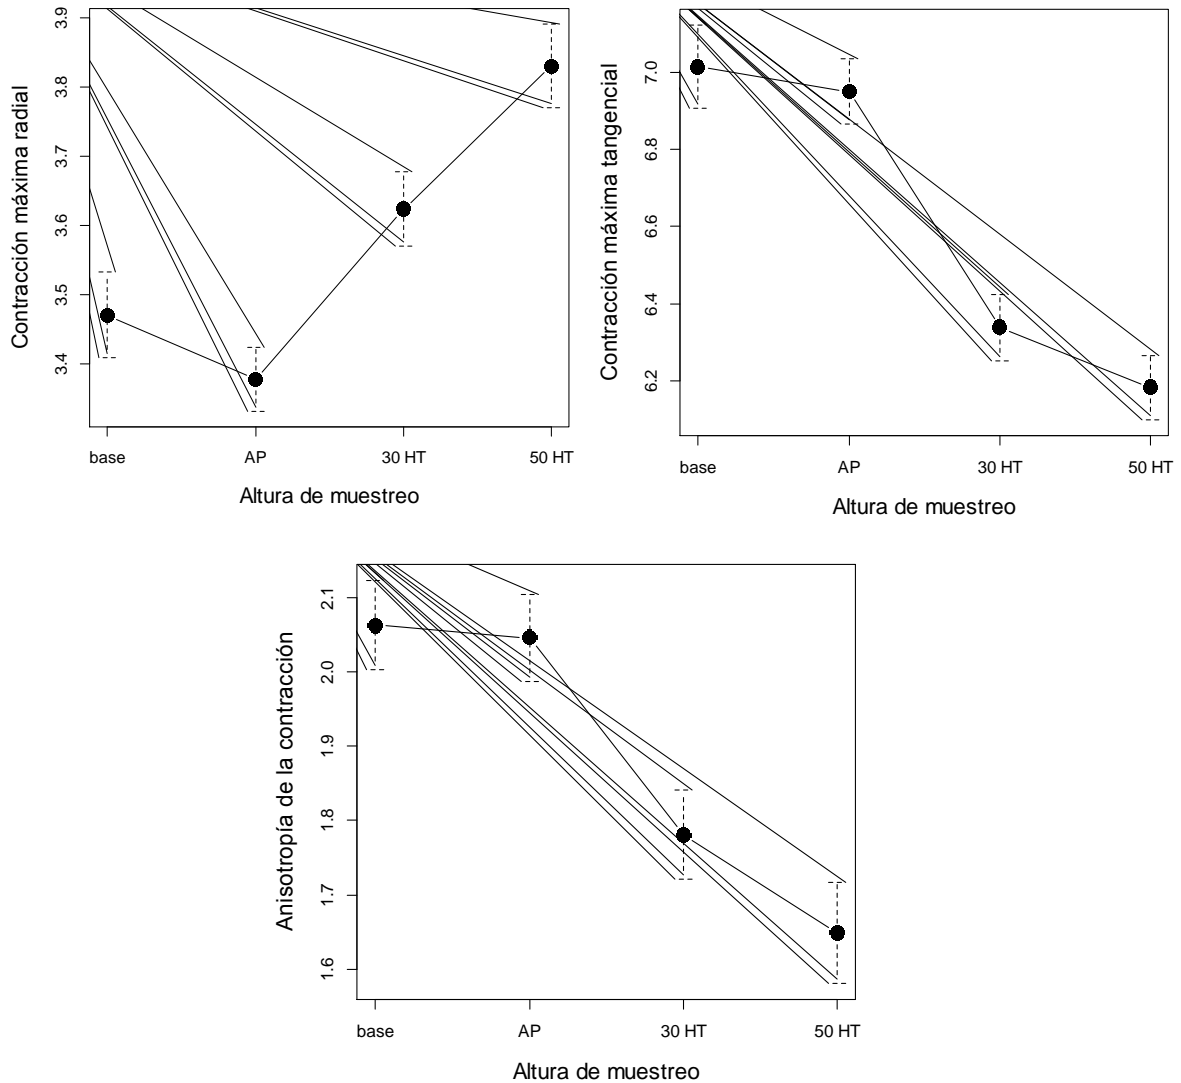 Contracción máxima radial
3.9
3.8
3.7
3.6
3.5
3.4
base AP 30 HT 50 HT
Altura de muestreo
Contracción máxima tangencial
7.0
6.8
6.6
6.4
6.2
base AP 30 HT 50 HT
Altura de muestreo
Anisotropía de la contracción
2.1
2.0
1.9
1.8
1.7
1.6
base AP 30 HT 50 HT
Altura de muestreo